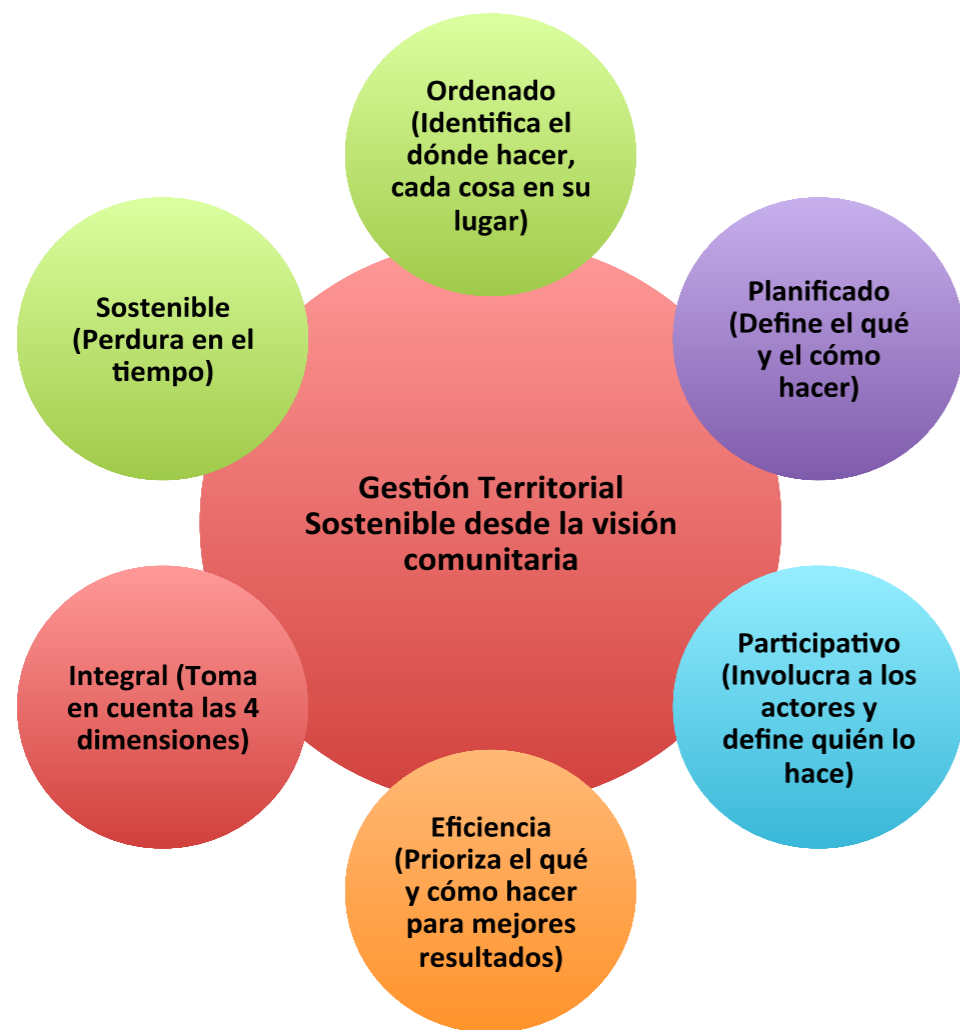 Ordenado
(Identifica el
dónde hacer,
cada cosa en su
lugar)
Planificado
(Define el qué
y el cómo
hacer)
Participativo
(Involucra a los
actores y
define quién lo
hace)
Eficiencia
(Prioriza el qué
y cómo hacer
para mejores
resultados)
Integral (Toma
en cuenta las 4
dimensiones)
Sostenible
(Perdura en el
tiempo)
Gestión Territorial
Sostenible desde la visión
comunitaria